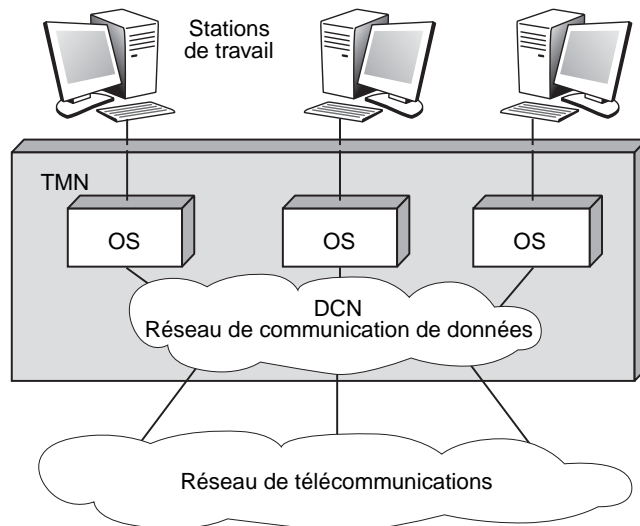 Stations
de travail
TMN
OS
OS
OS
DCN
Réseau de communication de données
Réseau de télécommunications